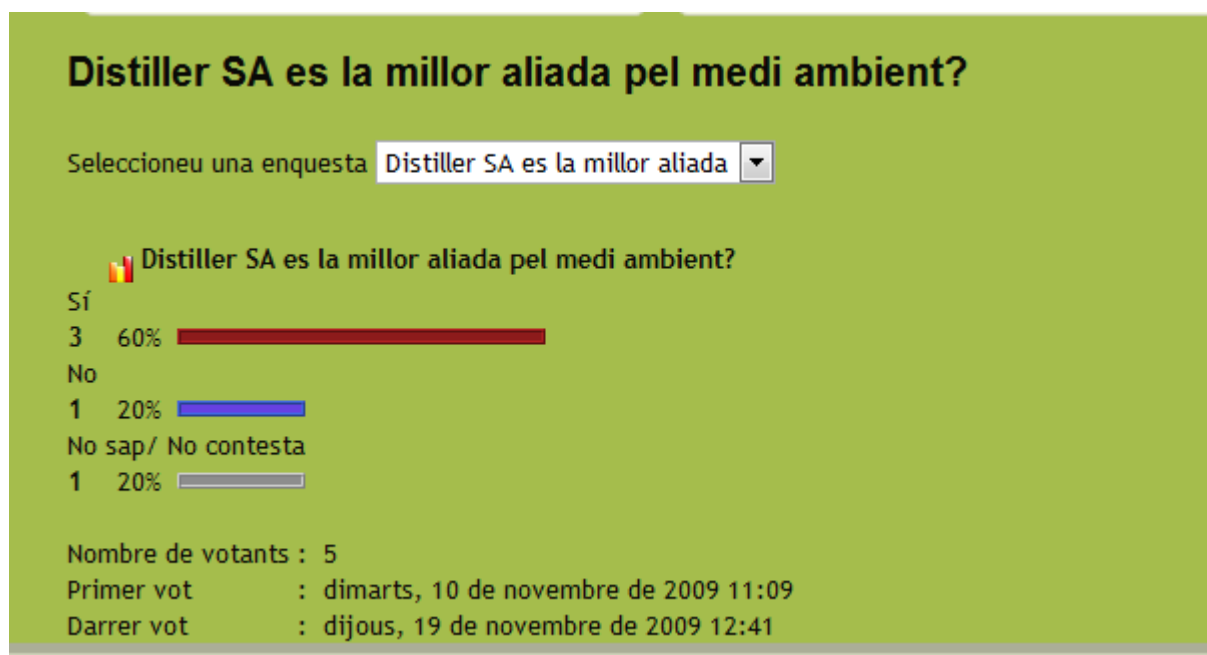 Distiller SA es la millor aliada pel medi ambient?
Seleccioneu una enquesta Distiller SA es la millor aliada
Distiller SA es la millor aliada pel medi ambient?
Sí
3 60%
No
1 20%
No sap/ No contesta
1 20%
Nombre de votants : 5
Primer vot : dimarts, 10 de novembre de 2009 11:09
Darrer vot : dijous, 19 de novembre de 2009 12:41